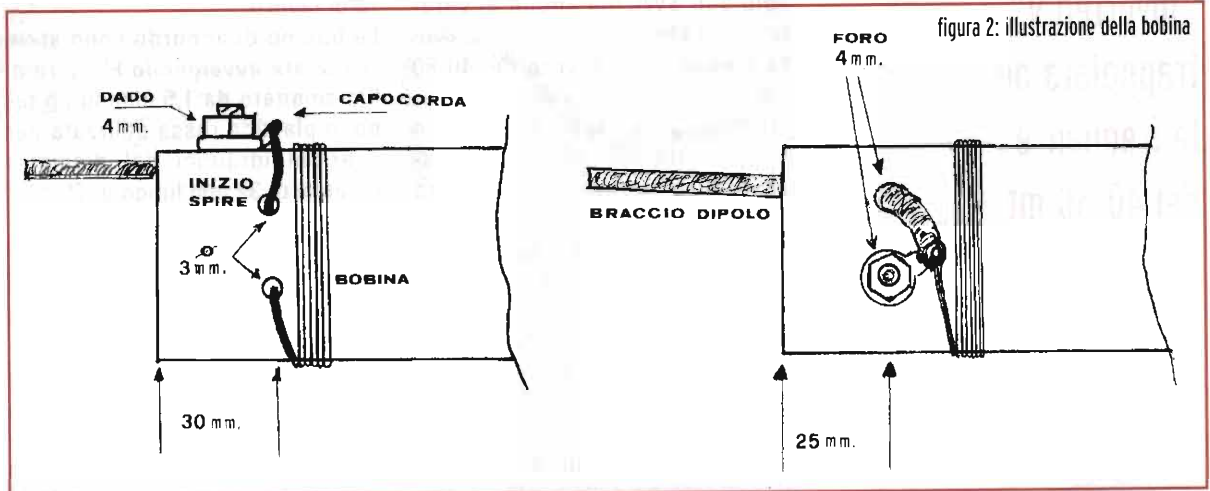 figura 2: illustrazione della bobina
DADO
4 mm.
CAPOCORDA
INIZIO
SPIRE
ø
3 mm.
BOBINA
30 mm.
FORO
4 mm.
BRACCIO DIPOLO
25 mm.